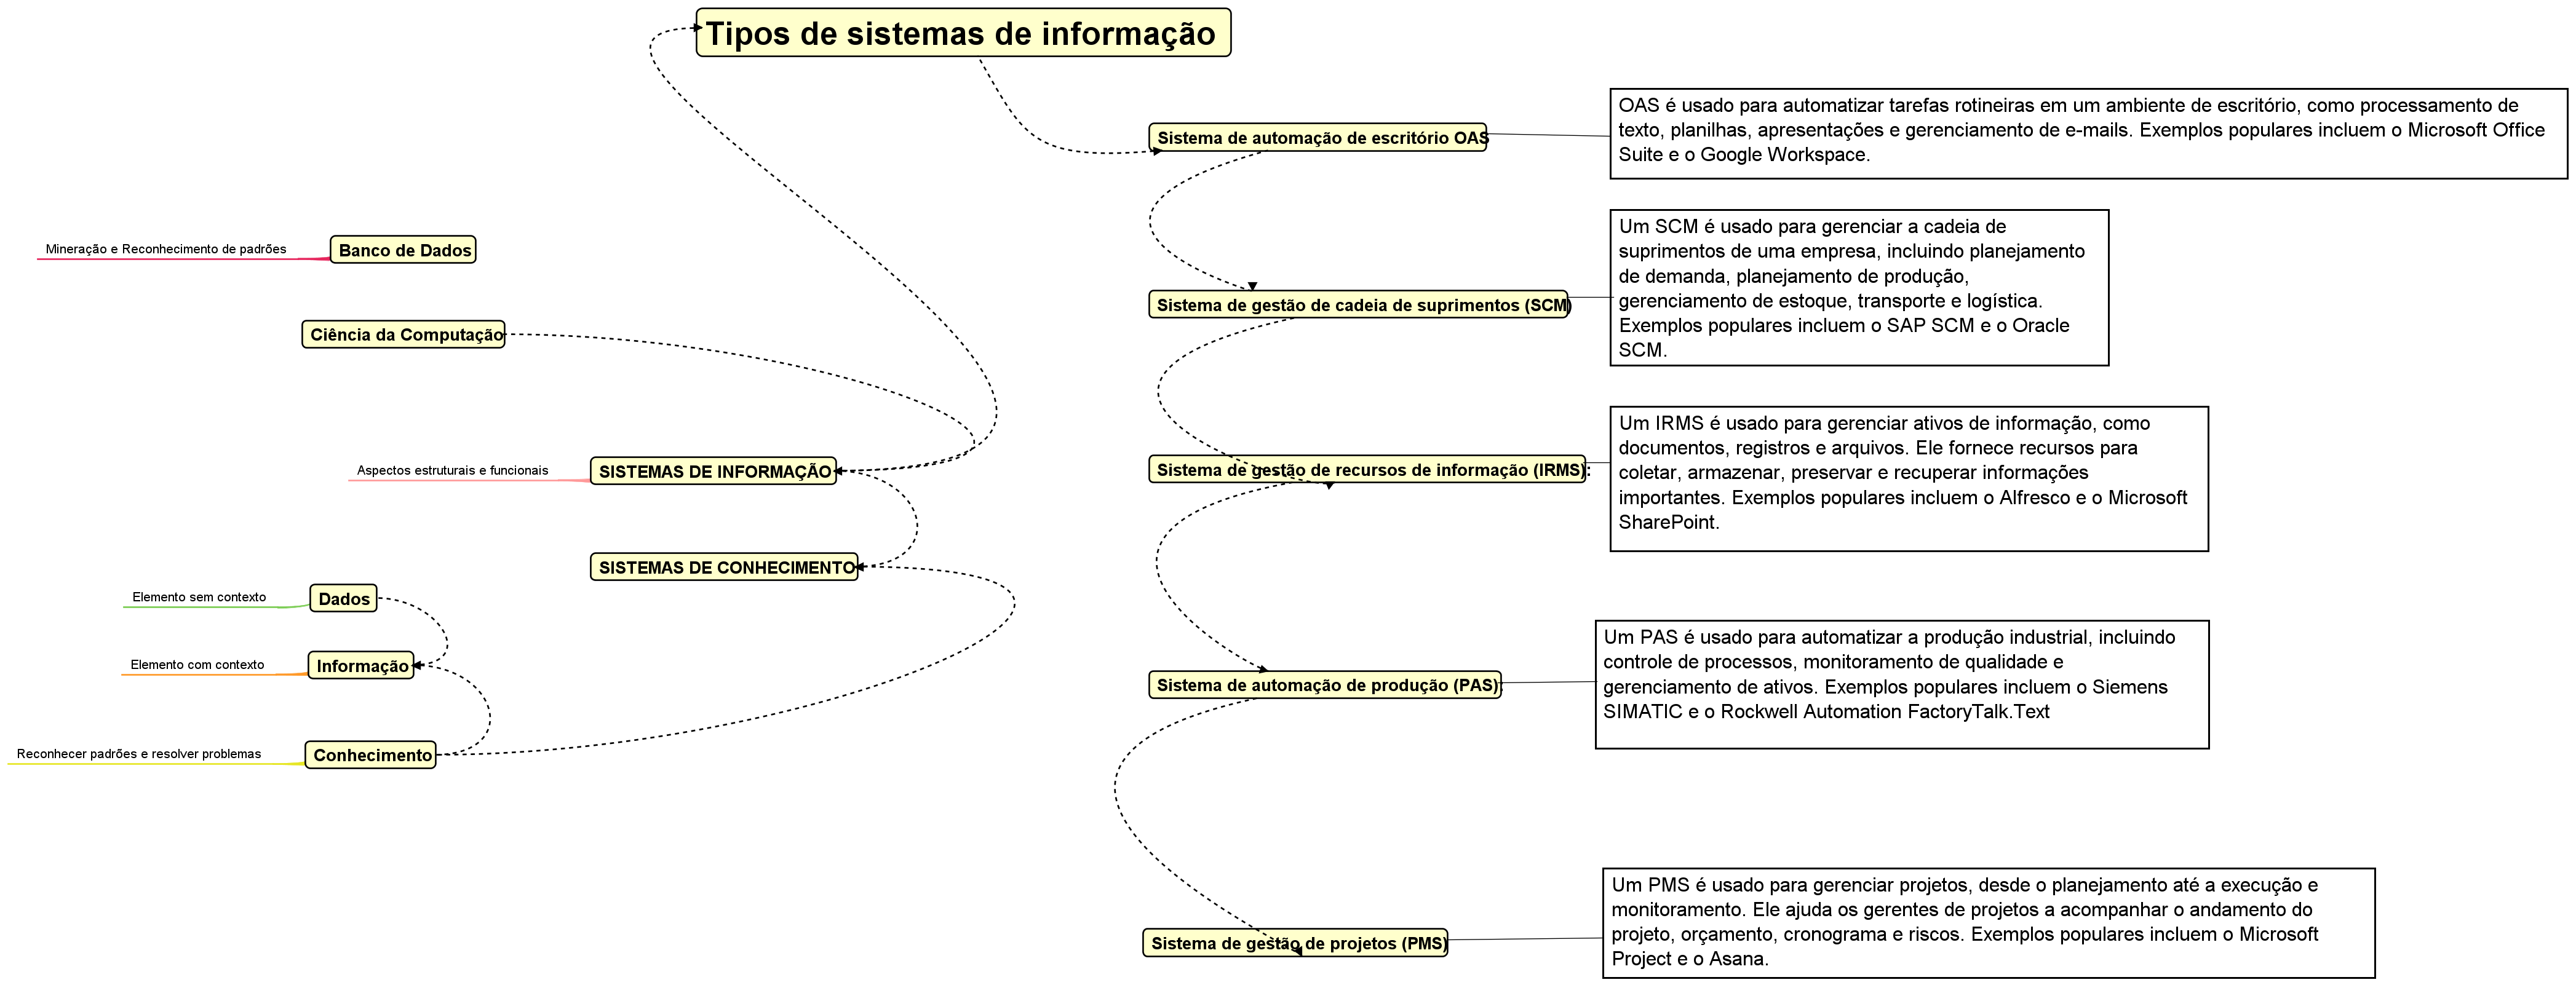 Tipos de sistemas de informação
Sistema de automação de escritório OAS
OAS é usado para automatizar tarefas rotineiras em um ambiente de escritório, como processamento de
texto, planilhas, apresentações e gerenciamento de e-mails. Exemplos populares incluem o Microsoft Office
Suite e o Google Workspace.
Mineração e Reconhecimento de padrões
Banco de Dados
Ciência da Computação
Sistema de gestão de cadeia de suprimentos (SCM)
Um SCM é usado para gerenciar a cadeia de
suprimentos de uma empresa, incluindo planejamento
de demanda, planejamento de produção,
gerenciamento de estoque, transporte e logística.
Exemplos populares incluem o SAP SCM e o Oracle
SCM.
Aspectos estruturais e funcionais
SISTEMAS DE INFORMAÇÃO
Sistema de gestão de recursos de informação (IRMS):
Um IRMS é usado para gerenciar ativos de informação, como
documentos, registros e arquivos. Ele fornece recursos para
coletar, armazenar, preservar e recuperar informações
importantes. Exemplos populares incluem o Alfresco e o Microsoft
SharePoint.
SISTEMAS DE CONHECIMENTO
Elemento sem contexto
Dados
Elemento com contexto
Informação
Reconhecer padrões e resolver problemas
Conhecimento
Sistema de automação de produção (PAS):
Um PAS é usado para automatizar a produção industrial, incluindo
controle de processos, monitoramento de qualidade e
gerenciamento de ativos. Exemplos populares incluem o Siemens
SIMATIC e o Rockwell Automation FactoryTalk.Text
Sistema de gestão de projetos (PMS)
Um PMS é usado para gerenciar projetos, desde o planejamento até a execução e
monitoramento. Ele ajuda os gerentes de projetos a acompanhar o andamento do
projeto, orçamento, cronograma e riscos. Exemplos populares incluem o Microsoft
Project e o Asana.